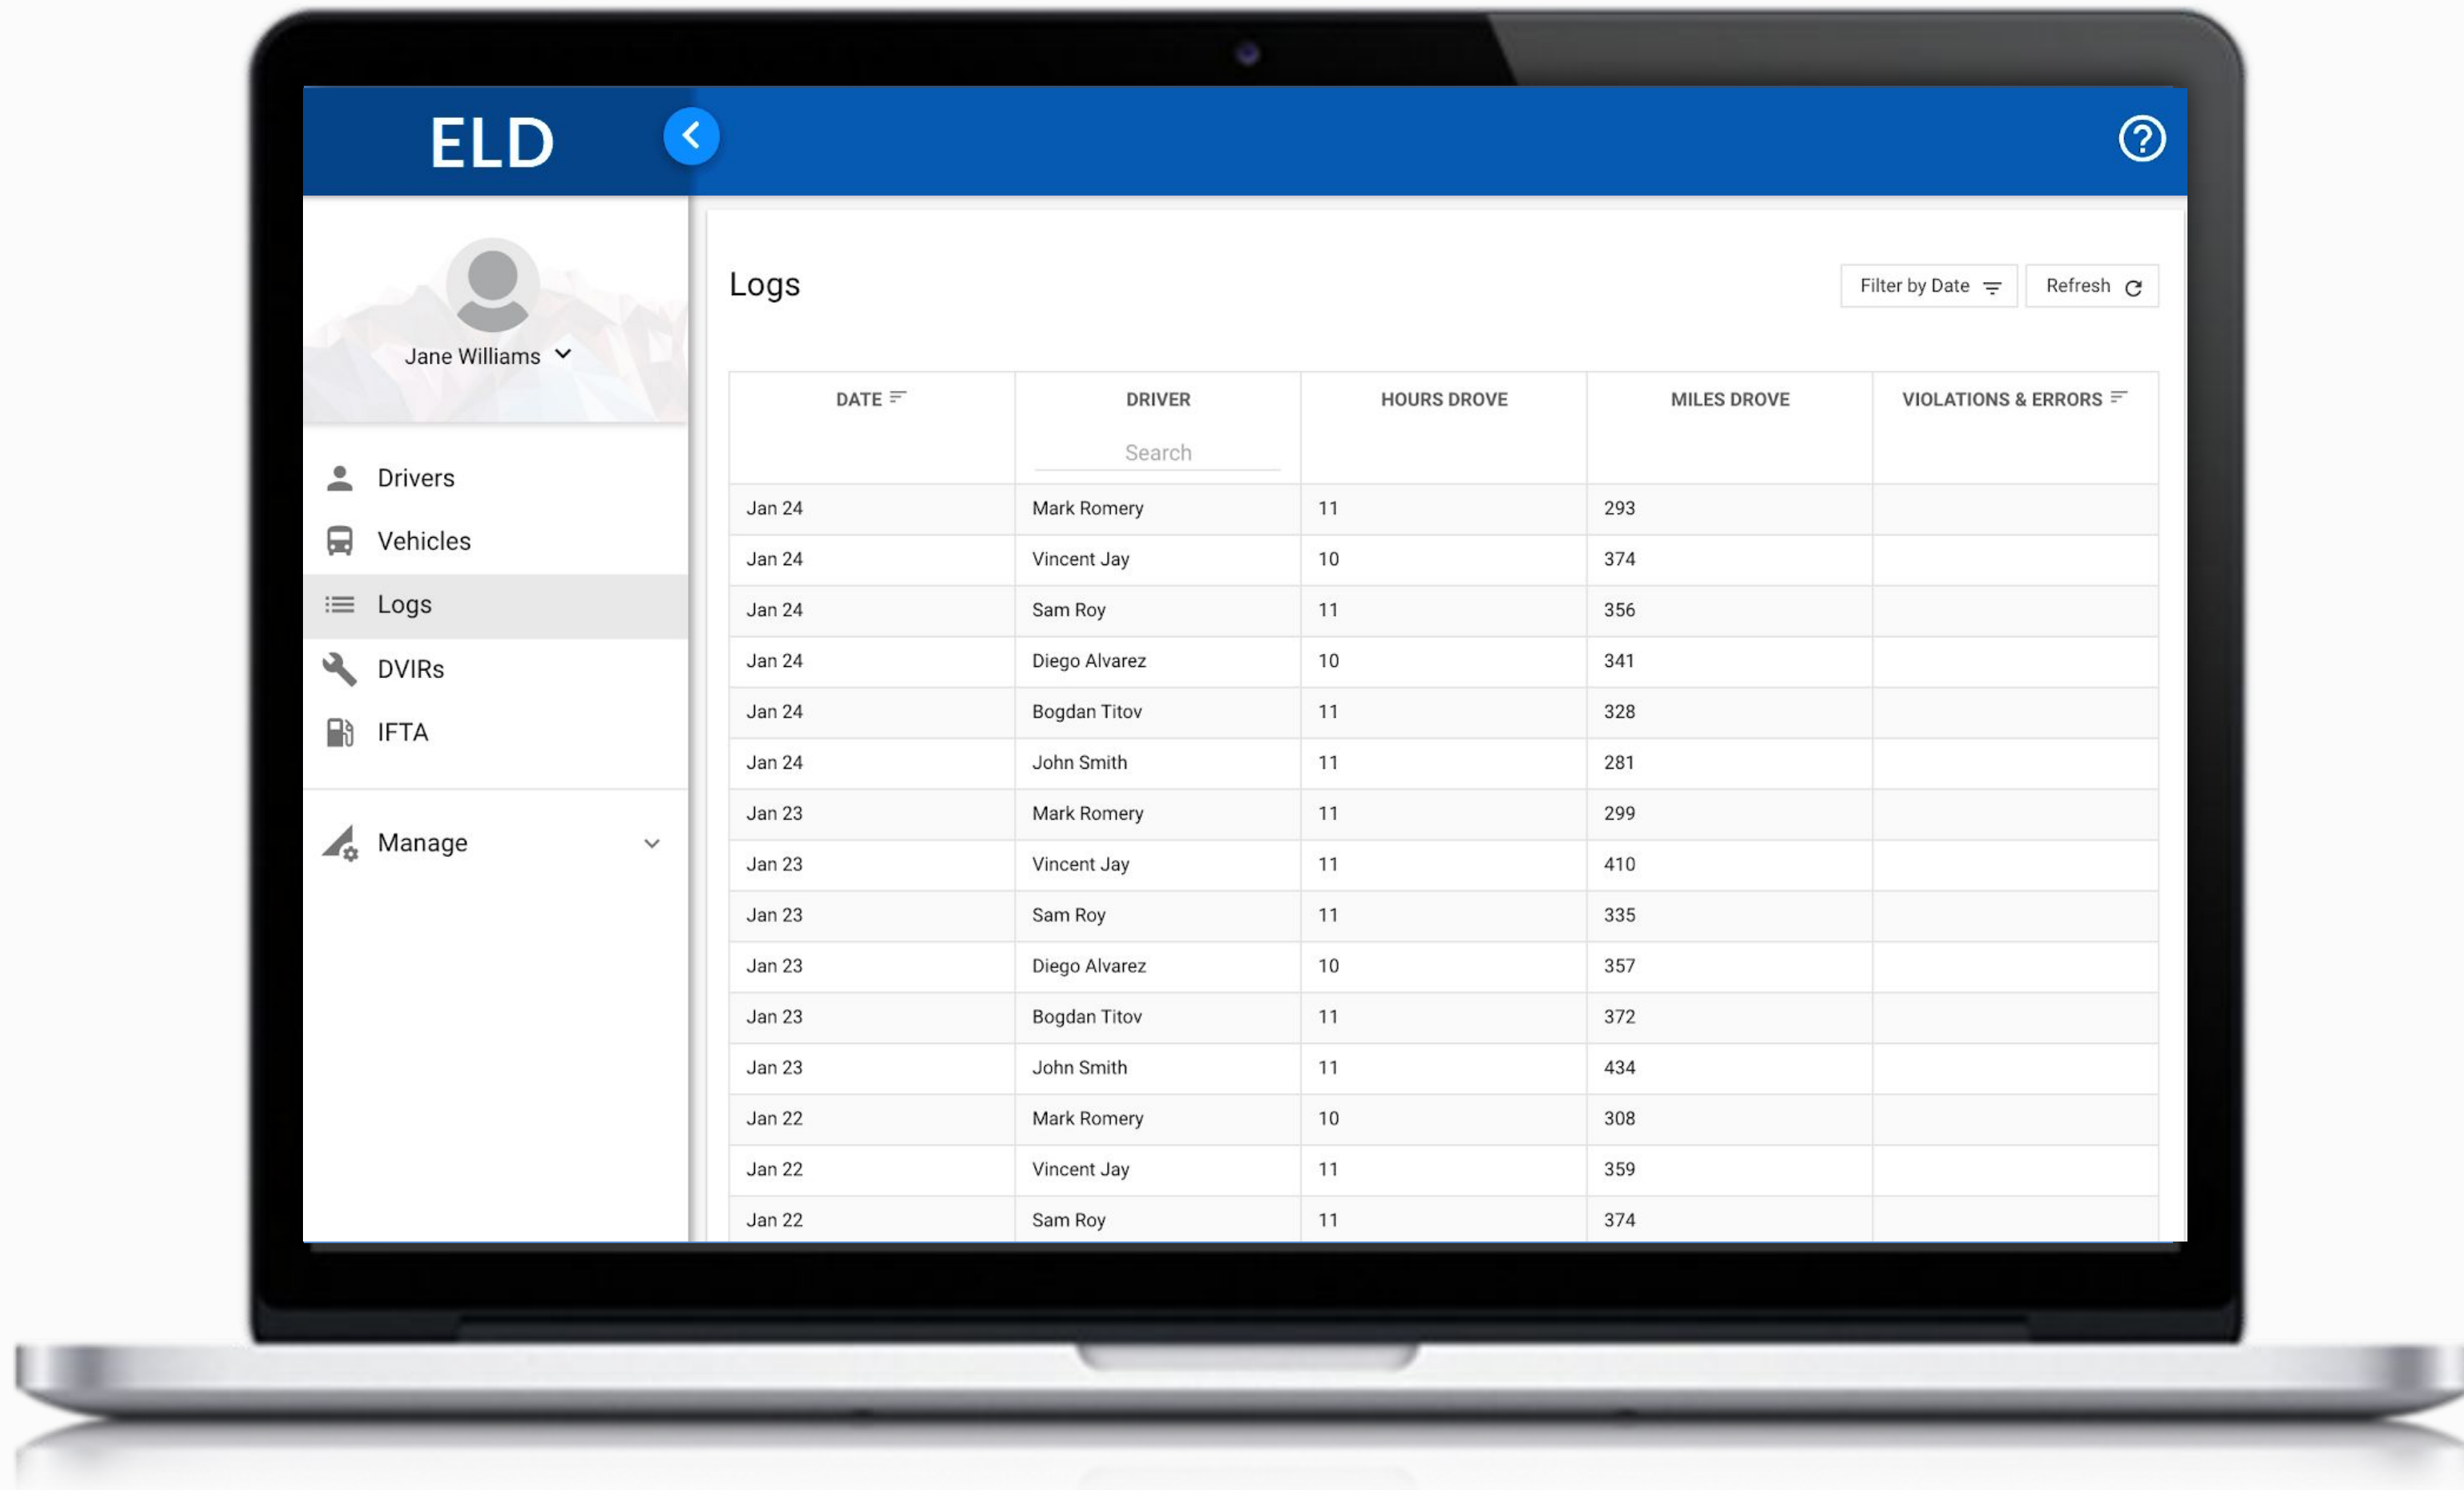 ELD
Jane Williams
Drivers
Vehicles
Logs
DVIRs
IFTA
Manage
Logs
Filter by Date
Refresh
DATE DRIVER HOURS DROVE MILES DROVE VIOLATIONS & ERRORS
Search
Jan 24 Mark Romery 11 293
Jan 24 Vincent Jay 10 374
Jan 24 Sam Roy 11 356
Jan 24 Diego Alvarez 10 341
Jan 24 Bogdan Titov 11 328
Jan 24 John Smith 11 281
Jan 23 Mark Romery 11 299
Jan 23 Vincent Jay 11 410
Jan 23 Sam Roy 11 335
Jan 23 Diego Alvarez 10 357
Jan 23 Bogdan Titov 11 372
Jan 23 John Smith 11 434
Jan 22 Mark Romery 10 308
Jan 22 Vincent Jay 11 359
Jan 22 Sam Roy 11 374